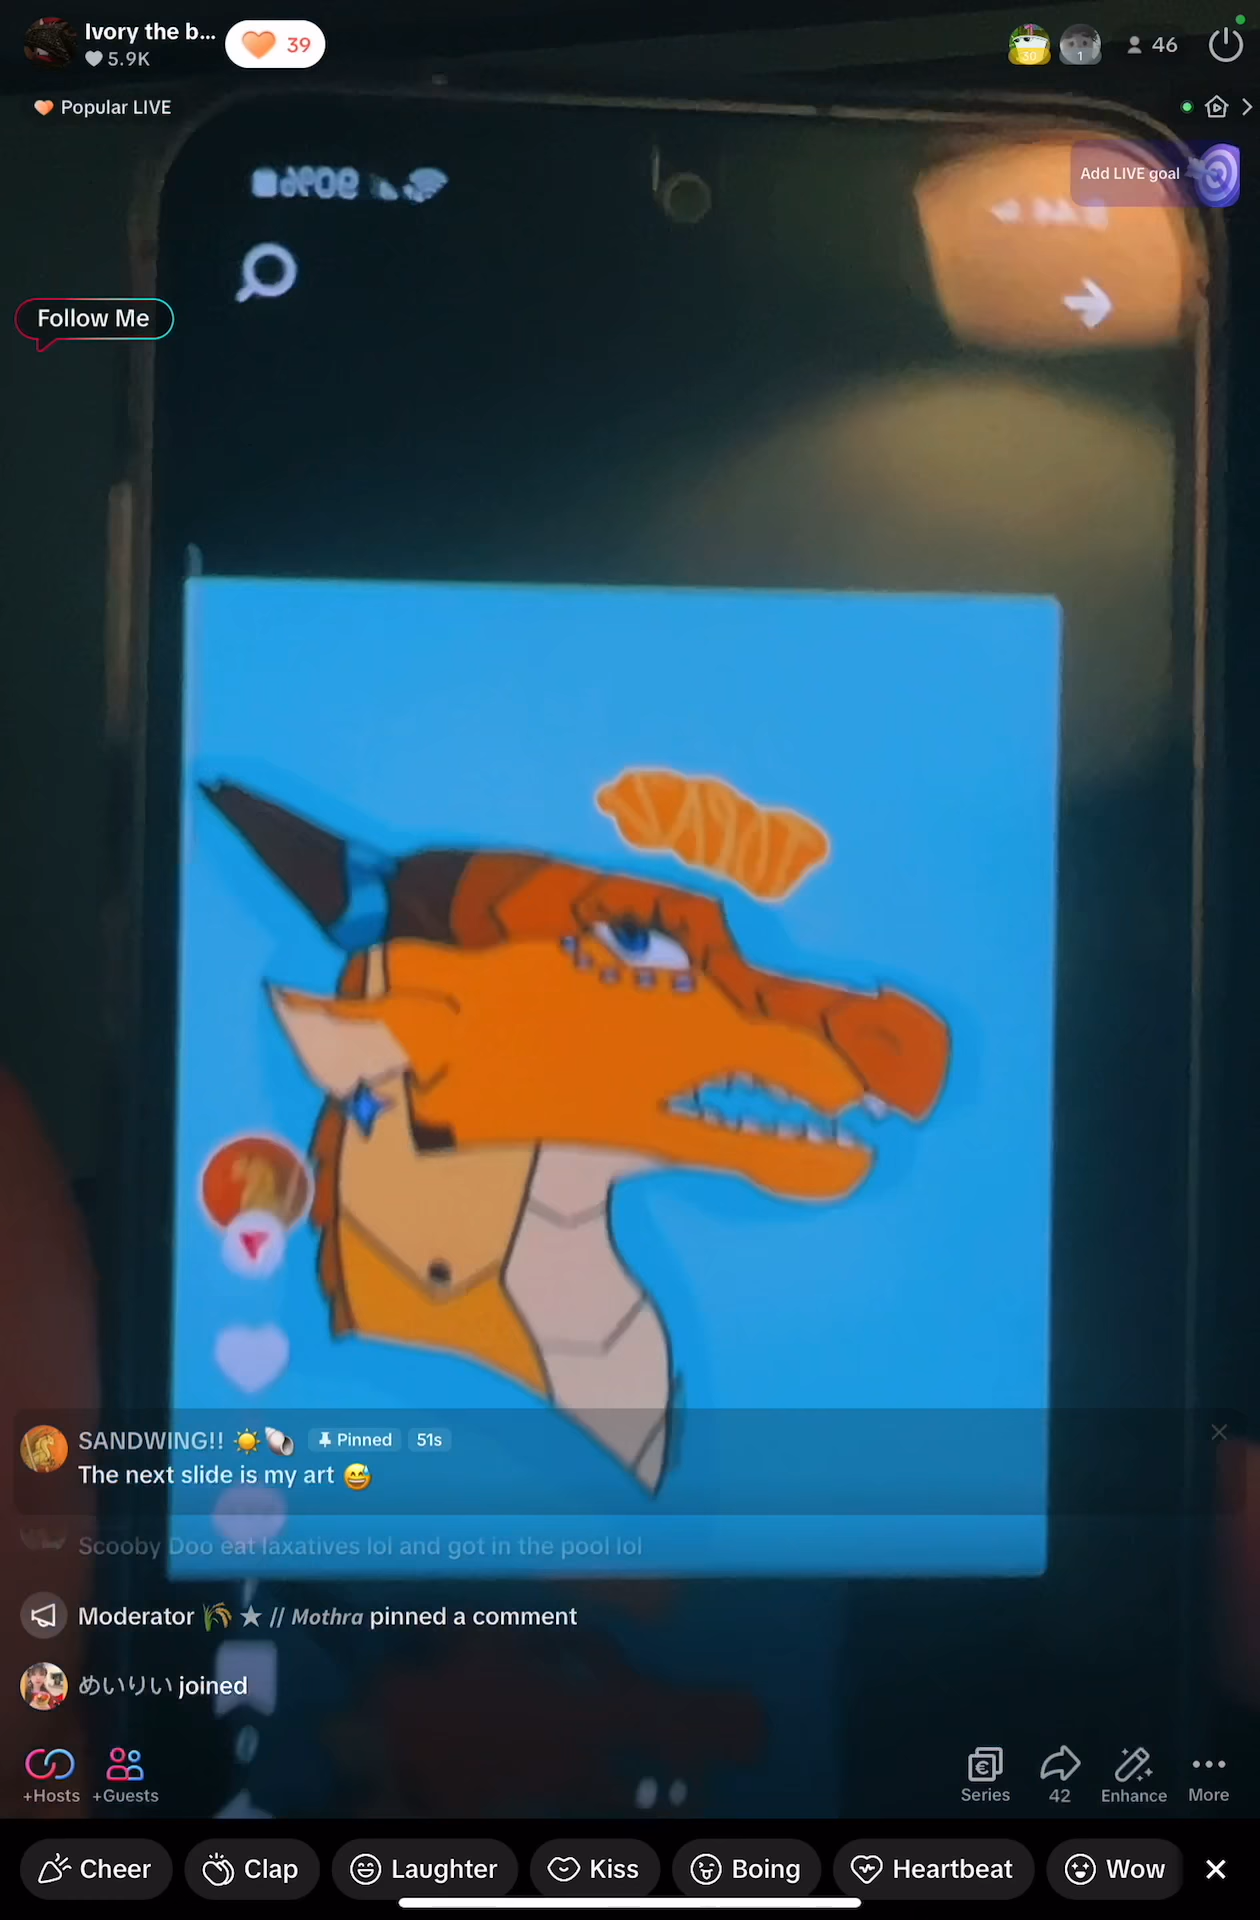 Ivory the b...
5.9K
39
30
1
46
Popular LIVE
Add LIVE goal
Follow Me
SANDWING!! ☀️🐚 Pinned 51s
The next slide is my art 😅
Scooby Doo eat laxatives lol and got in the pool lol
Moderator 🌾 ★ // Mothra pinned a comment
めいりい joined
+Hosts
+Guests
Series
42
Enhance
More
Cheer
Clap
Laughter
Kiss
Boing
Heartbeat
Wow